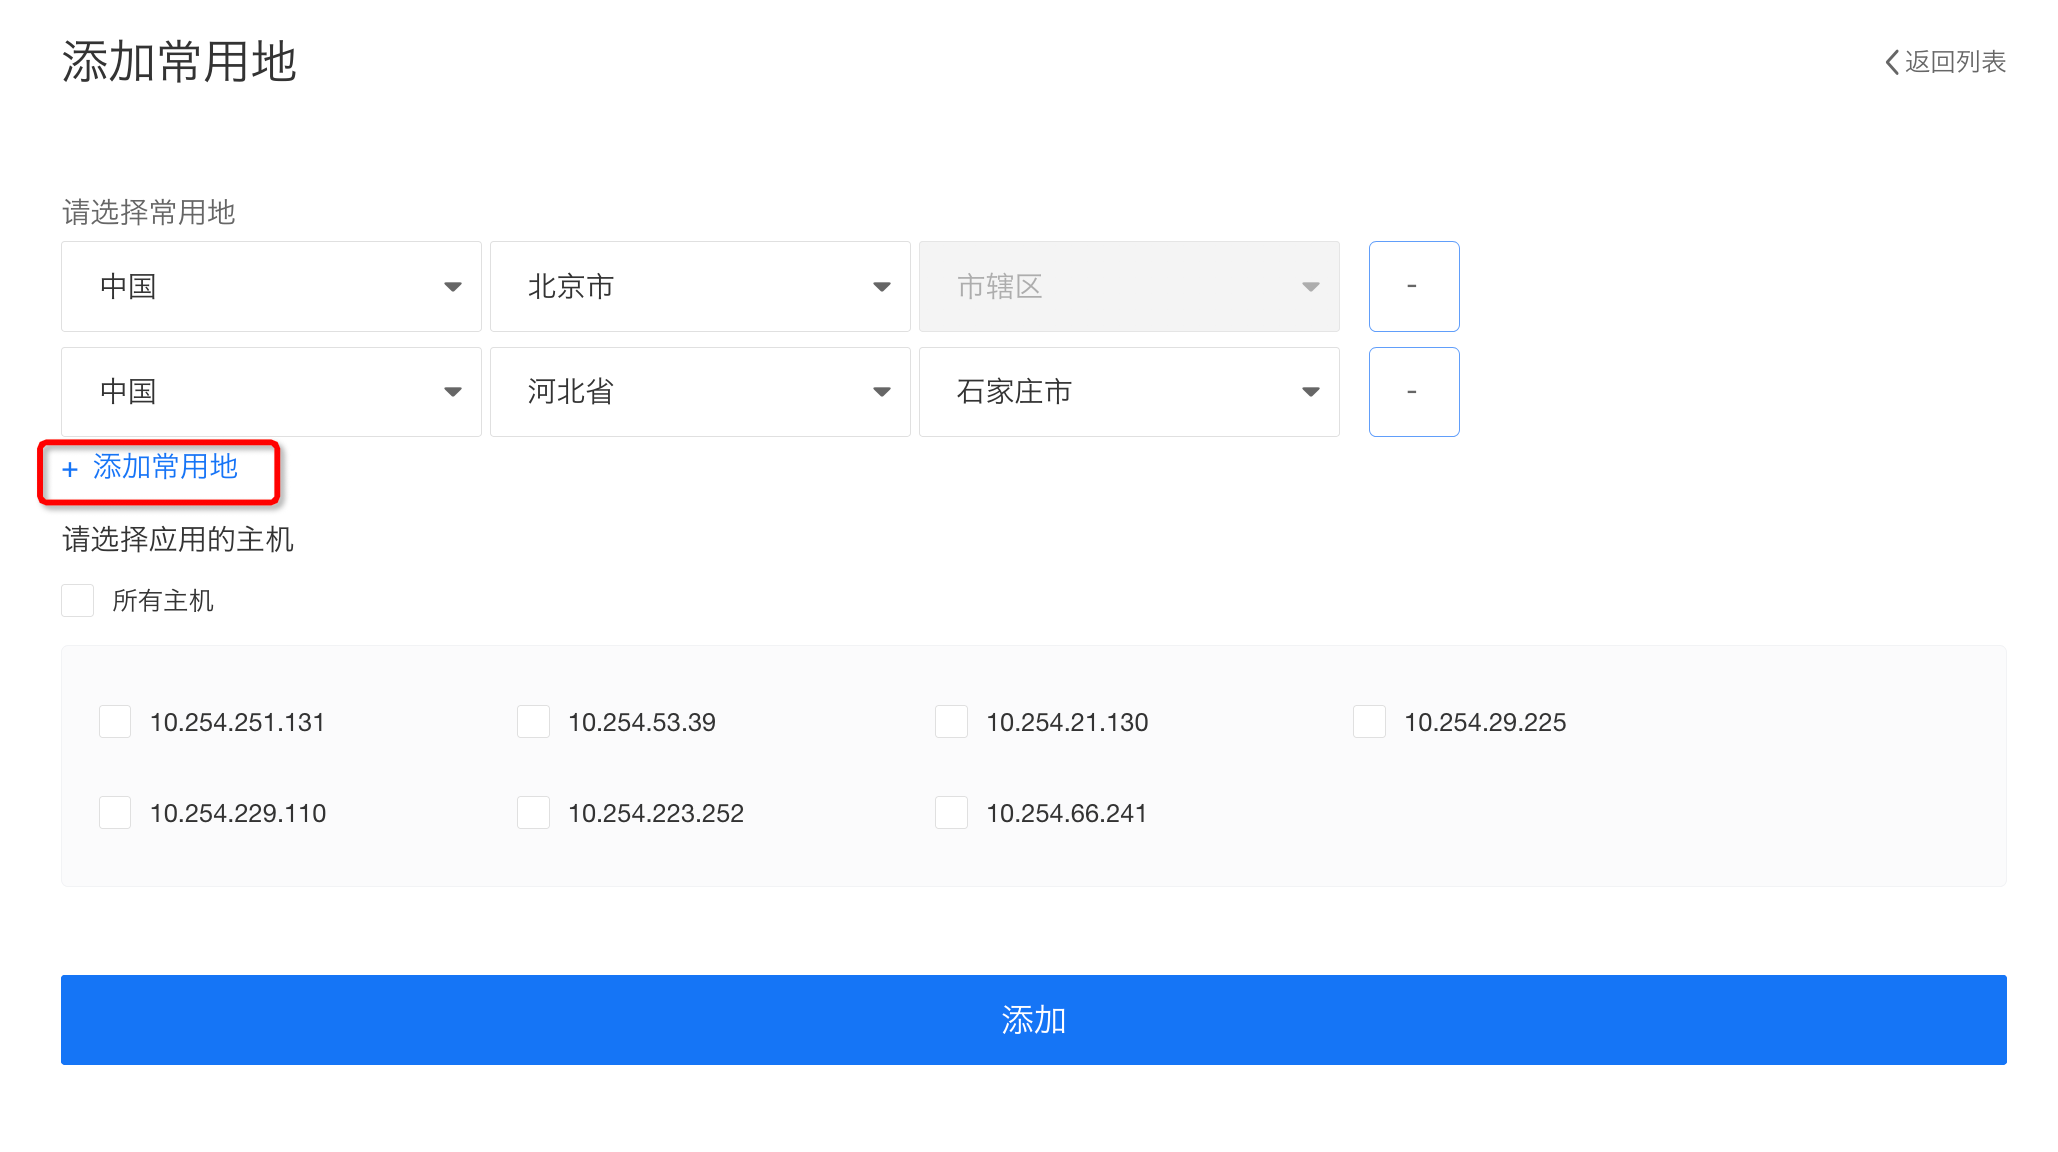 添加常用地
返回列表
请选择常用地
中国 北京市 市辖区 -
中国 河北省 石家庄市 -
+ 添加常用地
请选择应用的主机
所有主机
10.254.251.131 10.254.53.39 10.254.21.130 10.254.29.225
10.254.229.110 10.254.223.252 10.254.66.241
添加